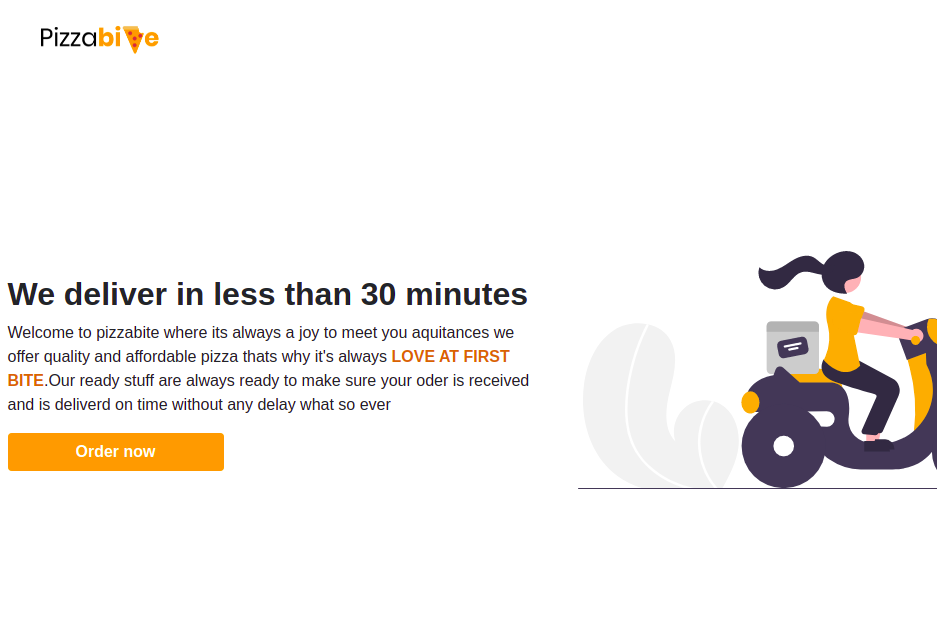 Pizzabite
We deliver in less than 30 minutes
Welcome to pizzabite where its always a joy to meet you aquitances we
offer quality and affordable pizza thats why it's always LOVE AT FIRST
BITE.Our ready stuff are always ready to make sure your oder is received
and is deliverd on time without any delay what so ever
Order now